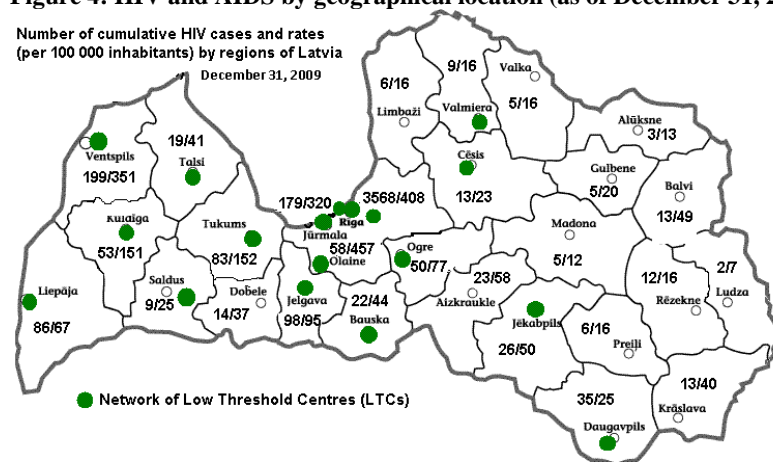 Figure 4: HIV and AIDS by geographical location (as of December 31, 2
Number of cumulative HIV cases and rates
(per 100 000 inhabitants) by regions of Latvia
December 31, 2009
9/16
Valka
6/16
Valmiera
5/16
Limbaži
Alūksne
3/13
19/41
Ventspils
Talsi
199/351
Cēsis
13/23
Gulbene
5/20
Balvi
13/49
179/320
3568/408
Rīga
Jūrmala
Kuldīga
53/151
Tukums
83/152
58/457
Olaine
Ogre
50/77
Madona
5/12
Liepāja
86/67
Saldus
9/25
Dobele
14/37
Jelgava
98/95
22/44
Bauska
23/58
Aizkraukle
12/16
Rēzekne
2/7
Ludza
Jēkabpils
26/50
6/16
Preiļi
13/40
Krāslava
35/25
Daugavpils
Network of Low Threshold Centres (LTCs)